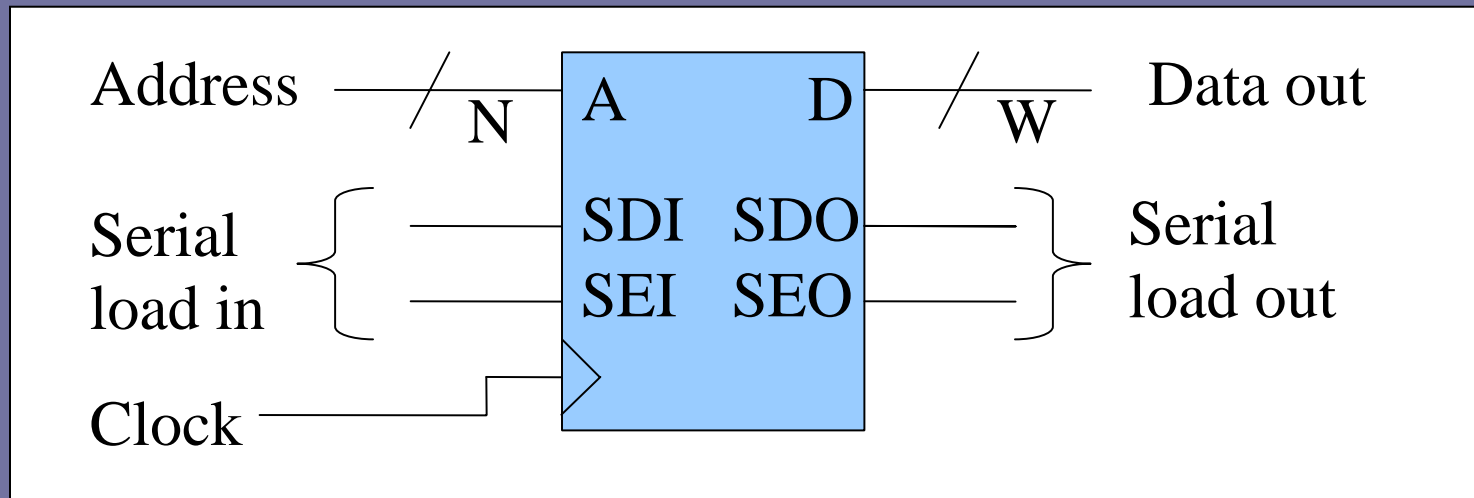 Address
N
A
D
W
Data out
Serial
load in
SDI
SDO
SEI
SEO
Serial
load out
Clock